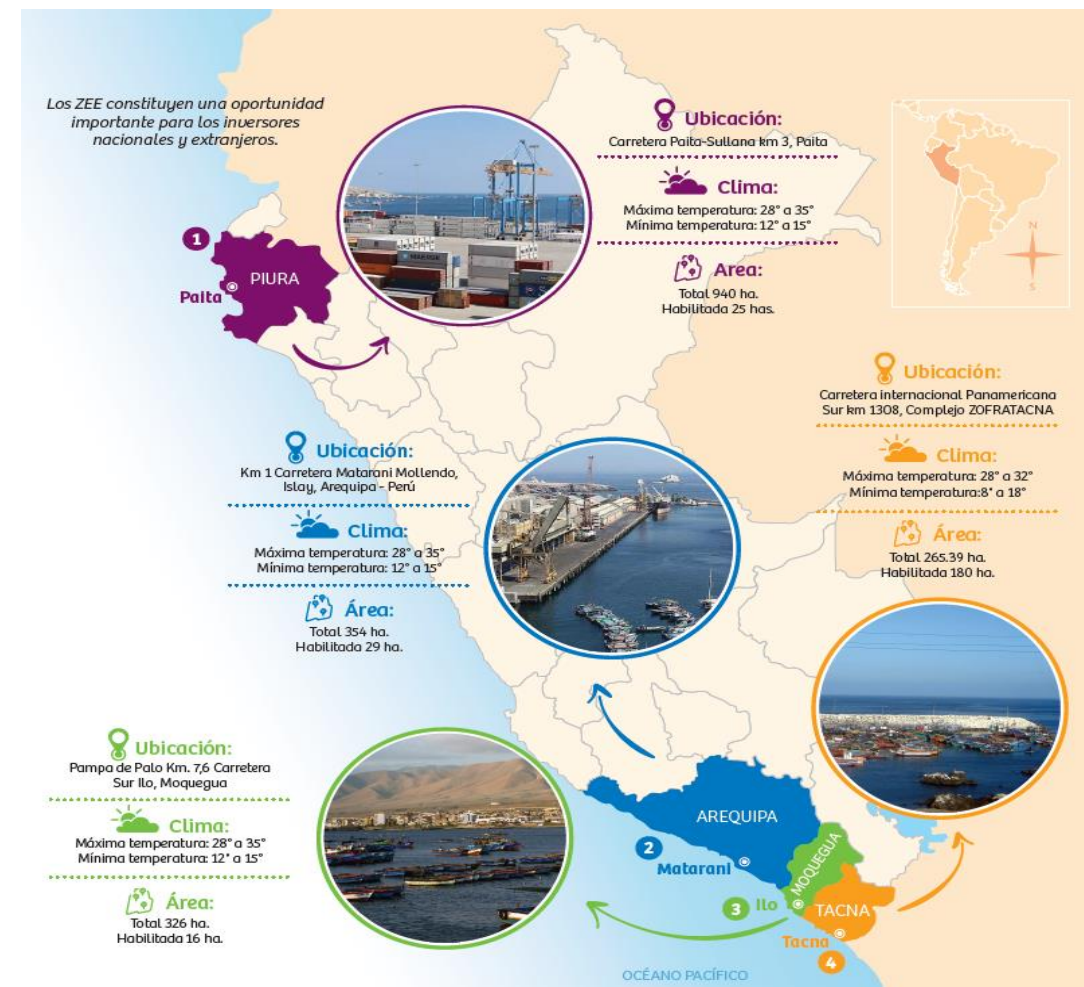 Los ZEE constituyen una oportunidad
importante para los inversores
nacionales y extranjeros.
Ubicación:
Carretera Paita-Sullana km 3, Paita
Clima:
Máxima temperatura: 28° a 35°
Mínima temperatura: 12° a 15°
Area:
Total 940 ha.
Habilitada 25 has.
N
S
1
PIURA
Paita
Ubicación:
Carretera internacional Panamericana
Sur km 1308, Complejo ZOFRATACNA
Clima:
Máxima temperatura: 28° a 32°
Mínima temperatura:8° a 18°
Área:
Total 265.39 ha.
Habilitada 180 ha.
Ubicación:
Km 1 Carretera Matarani Mollendo,
Islay, Arequipa - Perú
Clima:
Máxima temperatura: 28° a 35°
Mínima temperatura: 12° a 15°
Área:
Total 354 ha.
Habilitada 29 ha.
Ubicación:
Pampa de Palo Km. 7,6 Carretera
Sur Ilo, Moquegua
Clima:
Máxima temperatura: 28° a 35°
Mínima temperatura: 12° a 15°
Área:
Total 326 ha.
Habilitada 16 ha.
AREQUIPA
2
Matarani
MOQUEGUA
3
Ilo
TACNA
Tacna
4
OCÉANO PACÍFICO